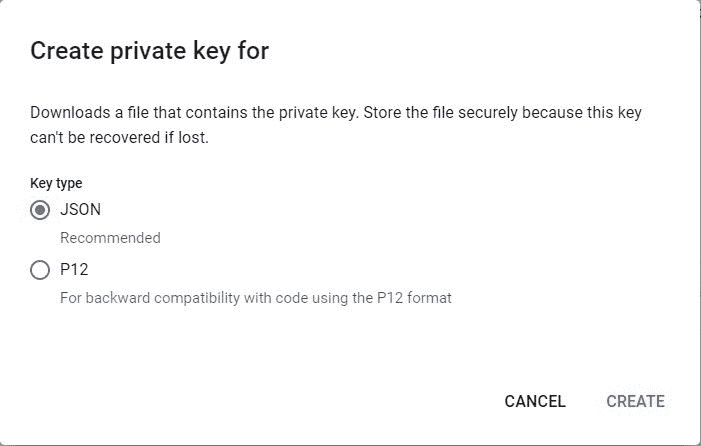 Create private key for
Downloads a file that contains the private key. Store the file securely because this key
can't be recovered if lost.
Key type
JSON
Recommended
P12
For backward compatibility with code using the P12 format
CANCEL CREATE